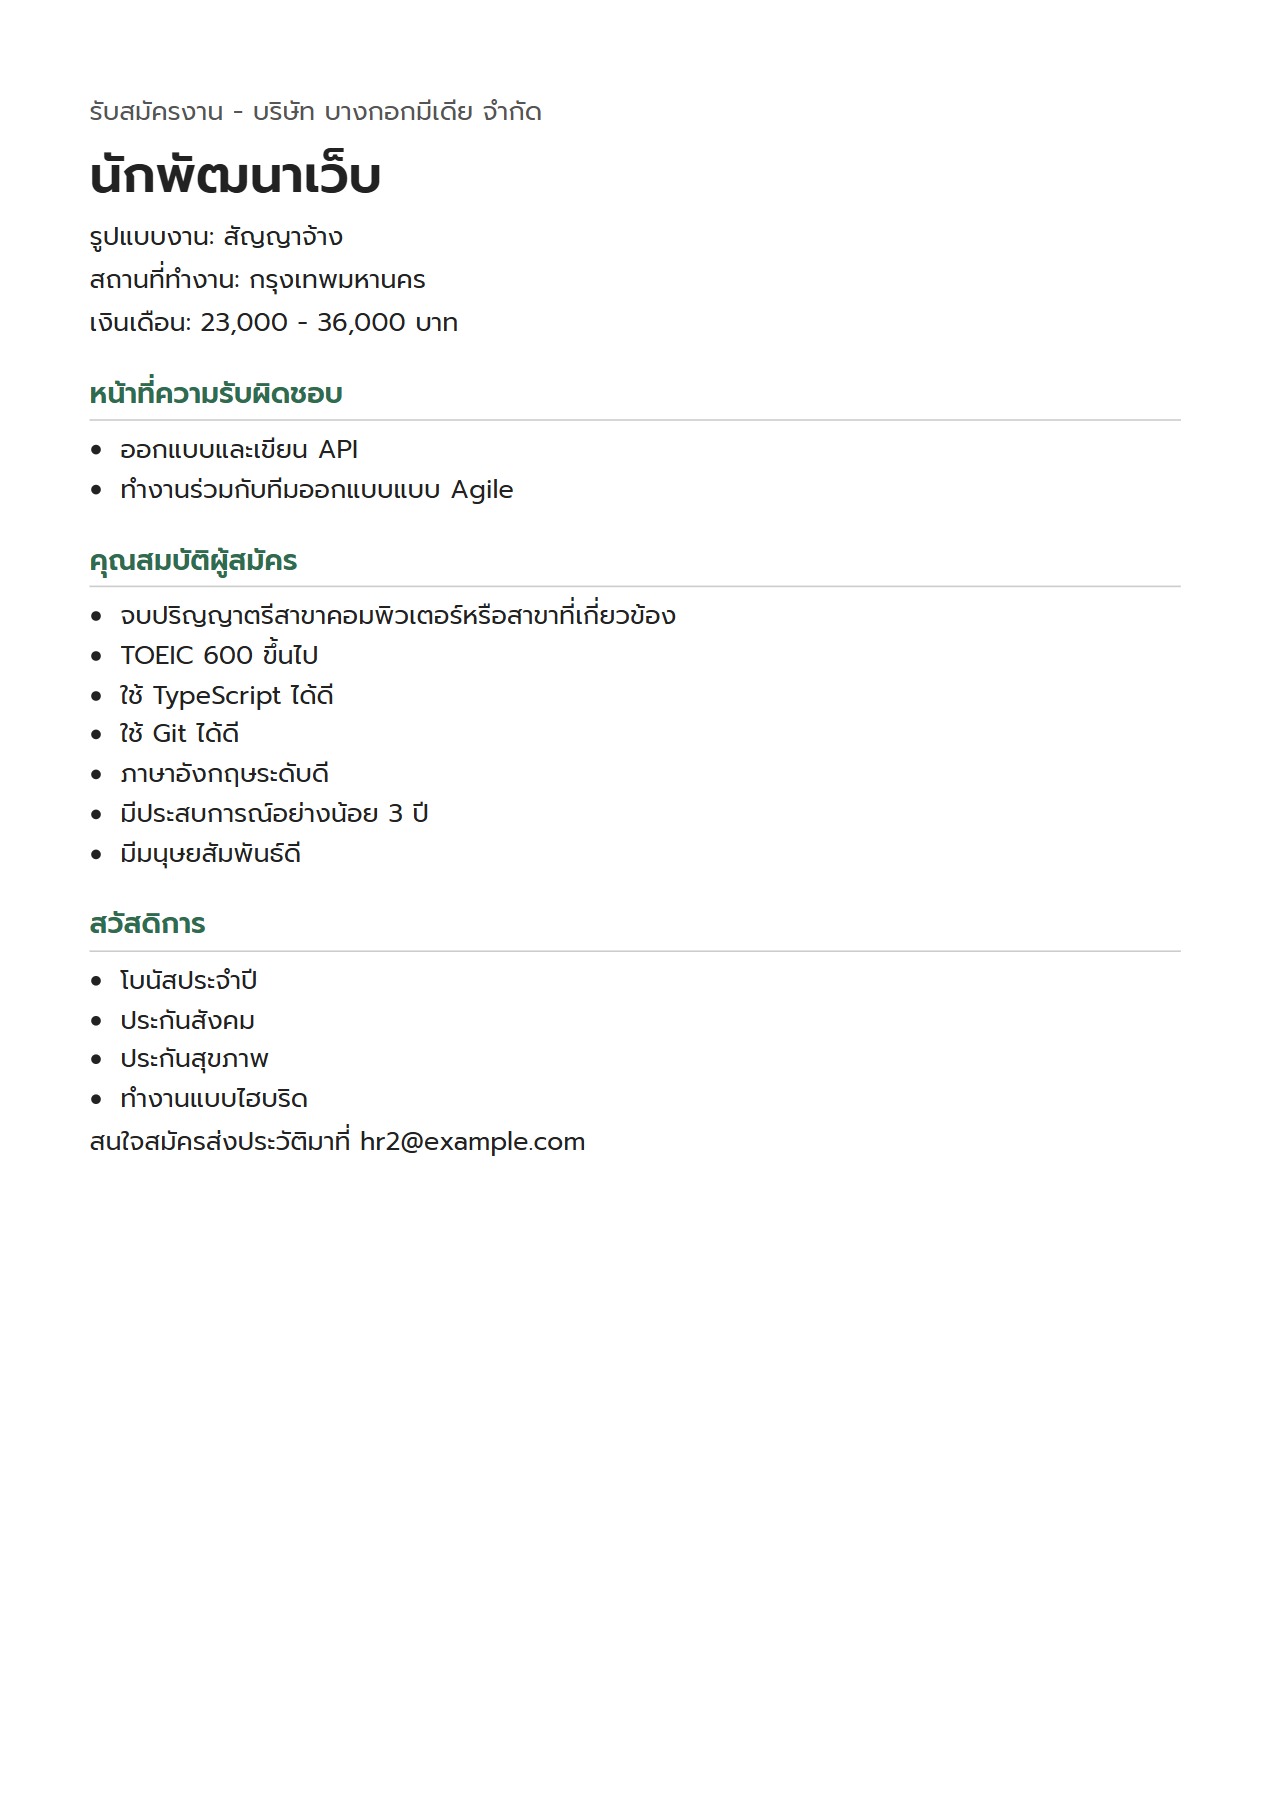 รับสมัครงาน - บริษัท บางกอกมีเดีย จำกัด
นักพัฒนาเว็บ
รูปแบบงาน: สัญญาจ้าง
สถานที่ทำงาน: กรุงเทพมหานคร
เงินเดือน: 23,000 - 36,000 บาท
หน้าที่ความรับผิดชอบ
• ออกแบบและเขียน API
• ทำงานร่วมกับทีมออกแบบแบบ Agile
คุณสมบัติผู้สมัคร
• จบปริญญาตรีสาขาคอมพิวเตอร์หรือสาขาที่เกี่ยวข้อง
• TOEIC 600 ขึ้นไป
• ใช้ TypeScript ได้ดี
• ใช้ Git ได้ดี
• ภาษาอังกฤษระดับดี
• มีประสบการณ์อย่างน้อย 3 ปี
• มีมนุษยสัมพันธ์ดี
สวัสดิการ
• โบนัสประจำปี
• ประกันสังคม
• ประกันสุขภาพ
• ทำงานแบบไฮบริด
สนใจสมัครส่งประวัติมาที่ hr2@example.com